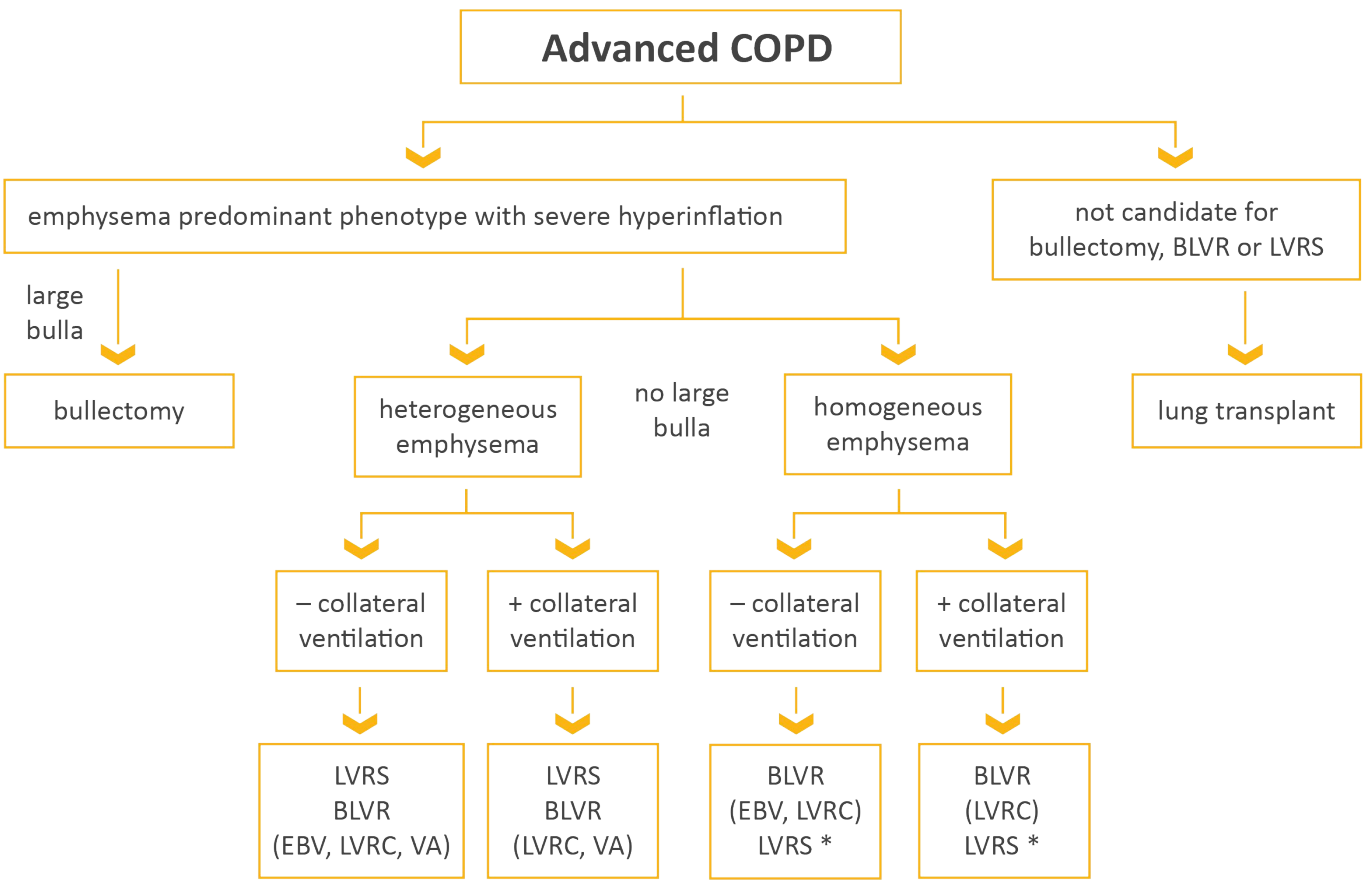 Advanced COPD
emphysema predominant phenotype with severe hyperinflation
not candidate for
bullectomy, BLVR or LVRS
large
bulla
bullectomy
heterogeneous
emphysema
no large
bulla
homogeneous
emphysema
lung transplant
– collateral
ventilation
+ collateral
ventilation
– collateral
ventilation
+ collateral
ventilation
LVRS
BLVR
(EBV, LVRC, VA)
LVRS
BLVR
(LVRC, VA)
BLVR
(EBV, LVRC)
LVRS *
BLVR
(LVRC)
LVRS *